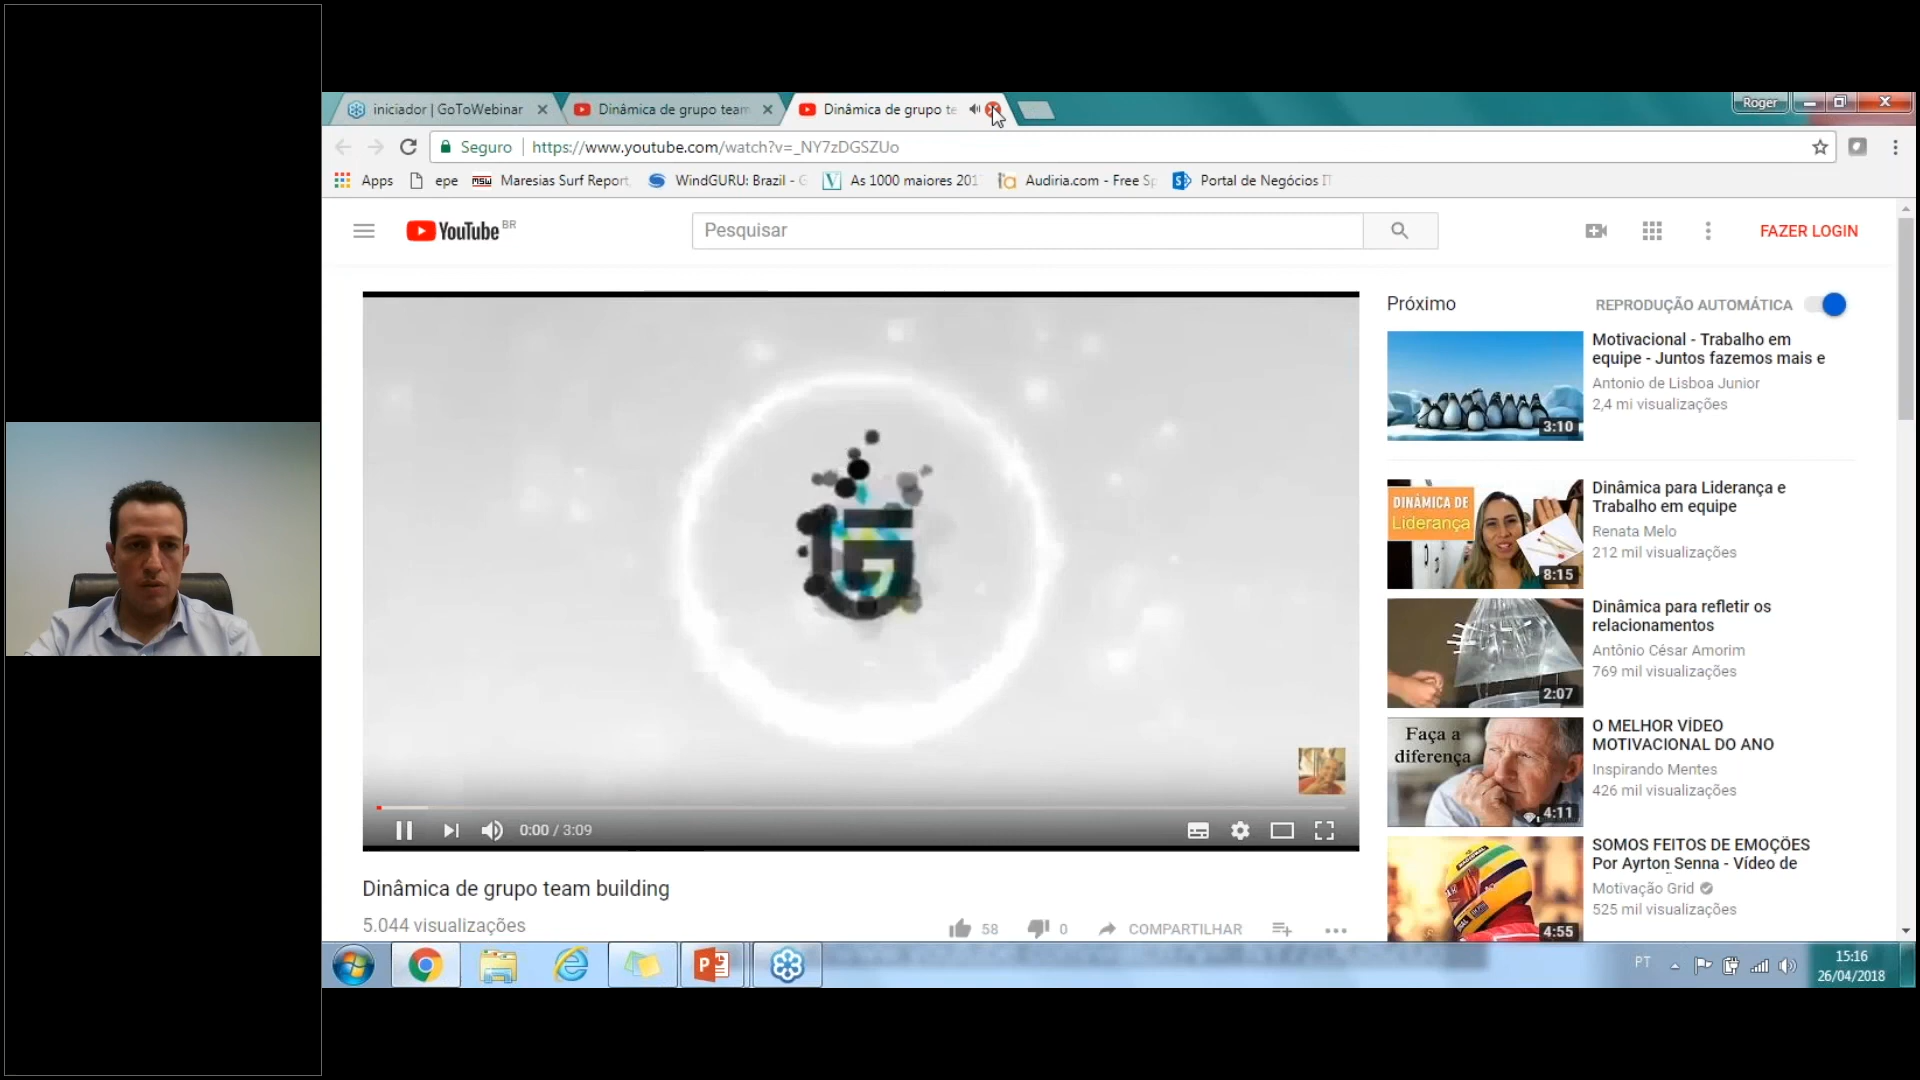 iniciador | GoToWebinar
Dinâmica de grupo team
Dinâmica de grupo te
Roger
Seguro
https://www.youtube.com/watch?v=_NY7zDGSZUo
Apps
epe
msw
Maresias Surf Report,
WindGURU: Brazil - G
As 1000 maiores 201
Audiria.com - Free Sp
Portal de Negócios IT
YouTube BR
Pesquisar
FAZER LOGIN
G
0:00 / 3:09
Dinâmica de grupo team building
5.044 visualizações
58
0
COMPARTILHAR
Próximo
REPRODUÇÃO AUTOMÁTICA
3:10
Motivacional - Trabalho em
equipe - Juntos fazemos mais e
Antonio de Lisboa Junior
2,4 mi visualizações
DINÂMICA DE
Liderança
8:15
Dinâmica para Liderança e
Trabalho em equipe
Renata Melo
212 mil visualizações
2:07
Dinâmica para refletir os
relacionamentos
Antônio César Amorim
769 mil visualizações
Faça a
diferença
4:11
O MELHOR VÍDEO
MOTIVACIONAL DO ANO
Inspirando Mentes
426 mil visualizações
4:55
SOMOS FEITOS DE EMOÇÕES
Por Ayrton Senna - Vídeo de
Motivação Grid
525 mil visualizações
PT
15:16
26/04/2018